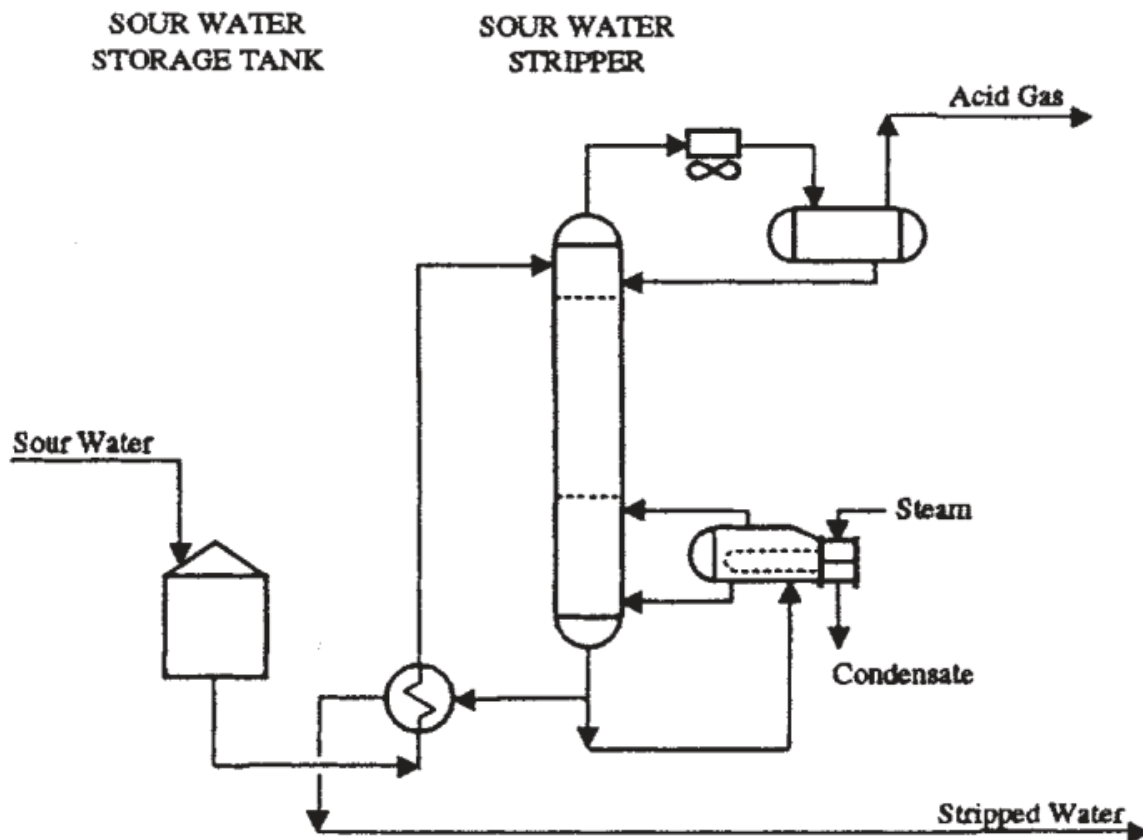 SOUR WATER
STORAGE TANK
SOUR WATER
STRIPPER
Acid Gas
Sour Water
Steam
Condensate
Stripped Water